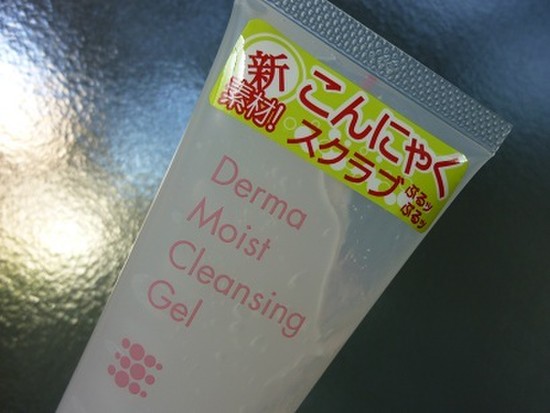 新
素材!
こんにゃく
スクラブ
ぷるッ
ぷるッ
Derma
Moist
Cleansing
Gel